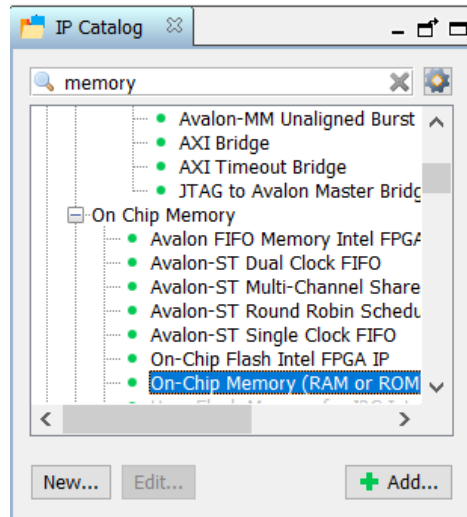 IP Catalog
memory
Avalon-MM Unaligned Burst
AXI Bridge
AXI Timeout Bridge
JTAG to Avalon Master Bridg
On Chip Memory
Avalon FIFO Memory Intel FPGA
Avalon-ST Dual Clock FIFO
Avalon-ST Multi-Channel Share
Avalon-ST Round Robin Schedu
Avalon-ST Single Clock FIFO
On-Chip Flash Intel FPGA IP
On-Chip Memory (RAM or ROM
New... Edit... Add...